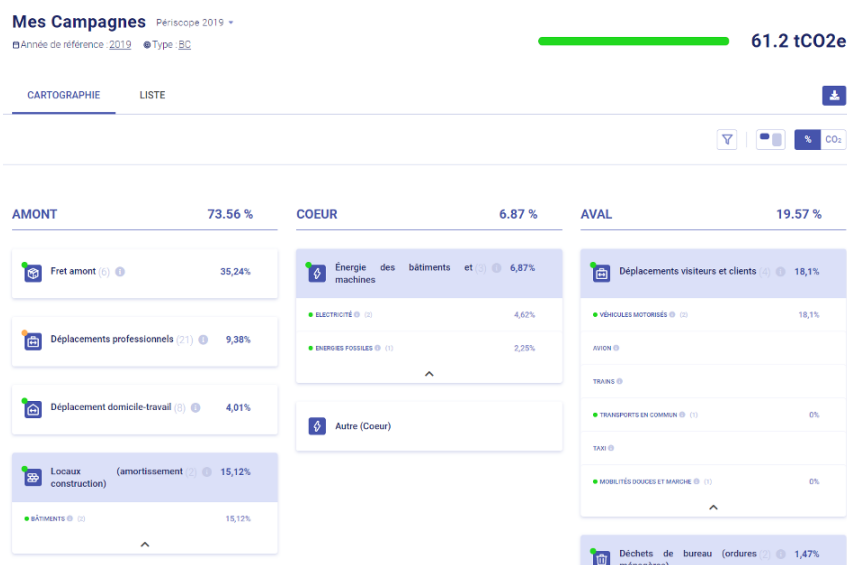 Mes Campagnes Périscope 2019
Année de référence : 2019 Type : BC
61.2 tCO2e
CARTOGRAPHIE LISTE
% CO2
AMONT 73.56 %
Fret amont (6) 35,24%
Déplacements professionnels (21) 9,38%
Déplacement domicile-travail (8) 4,01%
Locaux (amortissement (2) 15,12%
construction)
BÂTIMENTS (2) 15,12%
COEUR 6.87 %
Énergie des bâtiments et (3) 6,87%
machines
ELECTRICITÉ (2) 4,62%
ENERGIES FOSSILES (1) 2,25%
Autre (Coeur)
AVAL 19.57 %
Déplacements visiteurs et clients (4) 18,1%
VÉHICULES MOTORISÉS (2) 18,1%
AVION
TRAINS
TRANSPORTS EN COMMUN (1) 0%
TAXI
MOBILITÉS DOUCES ET MARCHE (1) 0%
Déchets de bureau (ordures (2) 1,47%
ménagères)